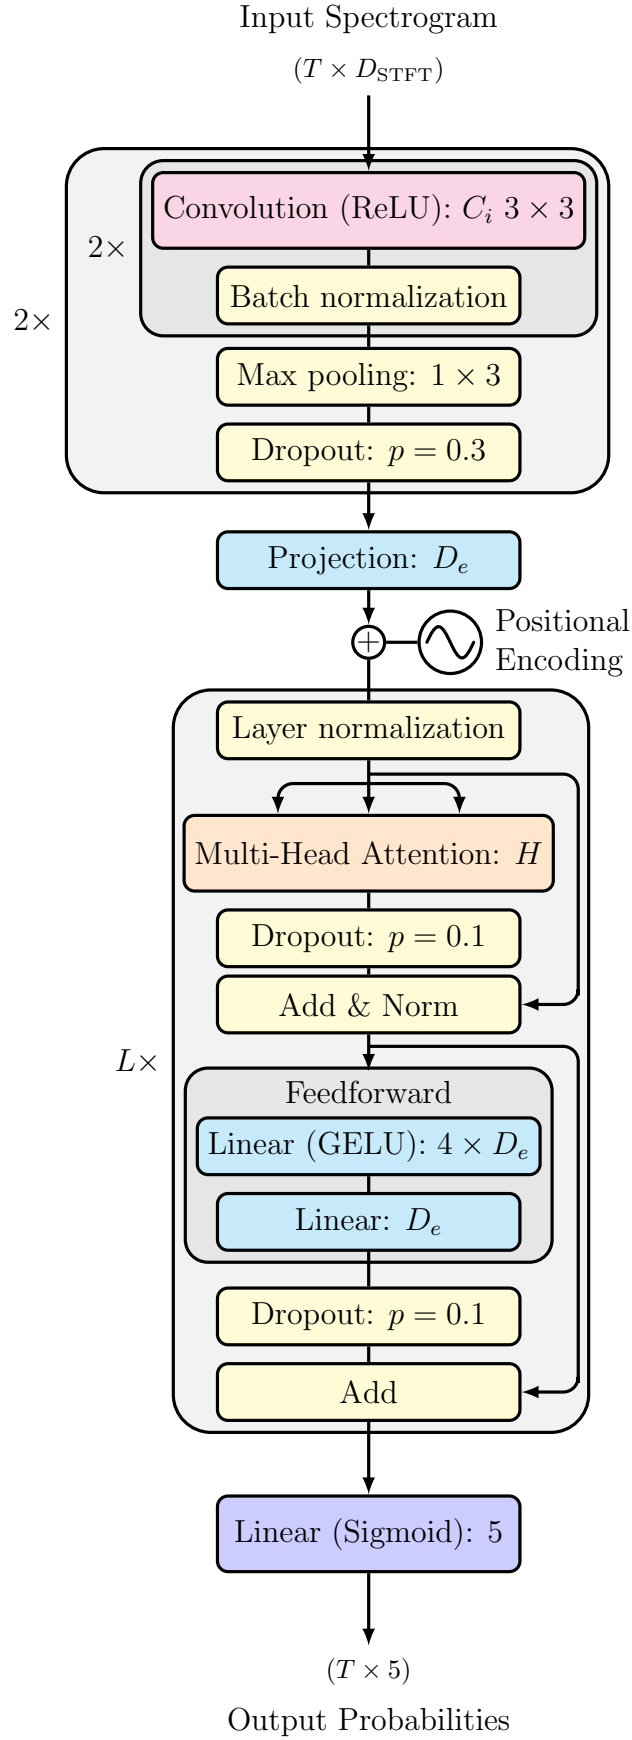 Input Spectrogram
(T × D_STFT)
Convolution (ReLU): C_i 3 × 3
2×
Batch normalization
2×
Max pooling: 1 × 3
Dropout: p = 0.3
Projection: D_e
+
Positional
Encoding
Layer normalization
Multi-Head Attention: H
Dropout: p = 0.1
Add & Norm
L×
Feedforward
Linear (GELU): 4 × D_e
Linear: D_e
Dropout: p = 0.1
Add
Linear (Sigmoid): 5
(T × 5)
Output Probabilities